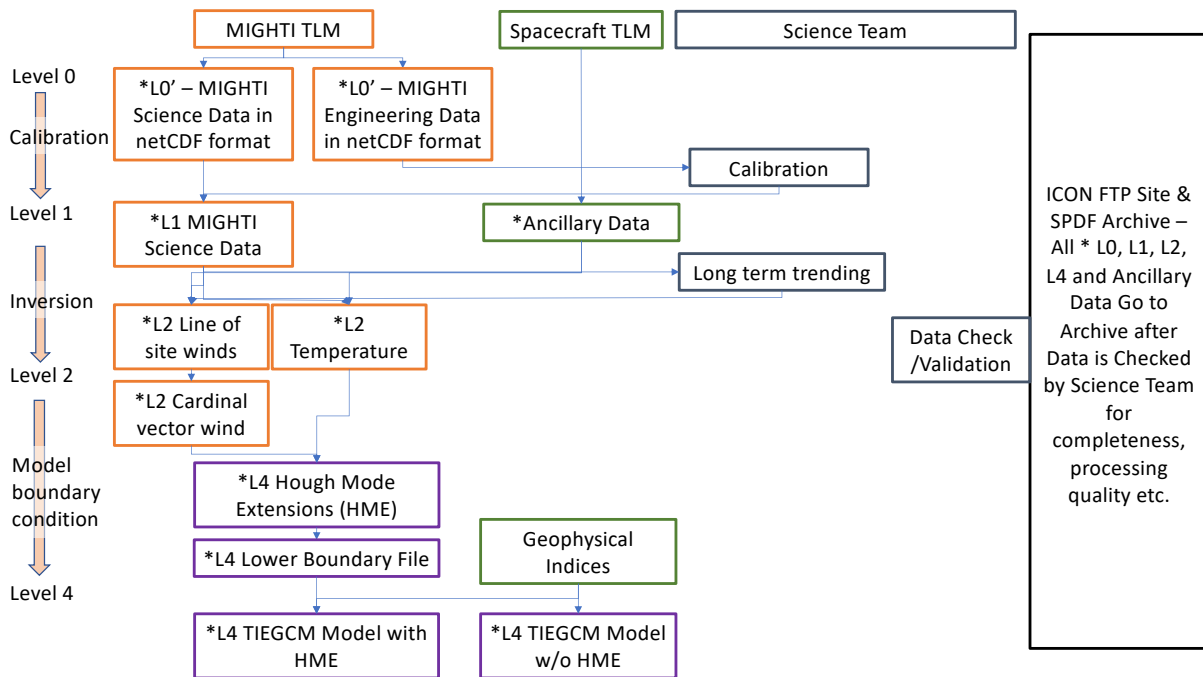 MIGHTI TLM
Spacecraft TLM
Science Team
Level 0
*L0’ – MIGHTI
Science Data in
netCDF format
*L0’ – MIGHTI
Engineering Data
in netCDF format
Calibration
Calibration
Level 1
*L1 MIGHTI
Science Data
*Ancillary Data
Long term trending
Inversion
*L2 Line of
site winds
*L2
Temperature
Data Check
/Validation
Level 2
*L2 Cardinal
vector wind
Model
boundary
condition
*L4 Hough Mode
Extensions (HME)
*L4 Lower Boundary File
Geophysical
Indices
Level 4
*L4 TIEGCM Model with
HME
*L4 TIEGCM Model
w/o HME
ICON FTP Site &
SPDF Archive –
All * L0, L1, L2,
L4 and Ancillary
Data Go to
Archive after
Data is Checked
by Science Team
for
completeness,
processing
quality etc.